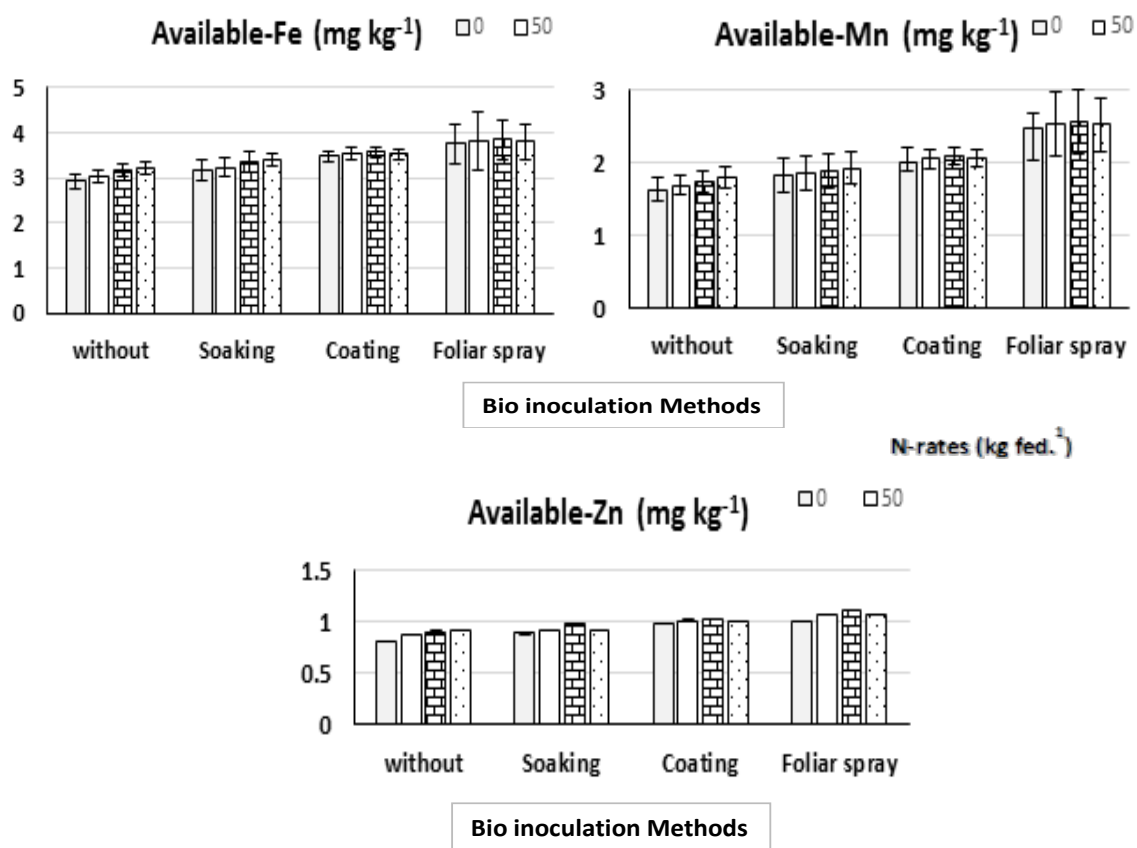 Available-Fe (mg kg-1) 0 50
5
4
3
2
1
0
without Soaking Coating Foliar spray
Available-Mn (mg kg-1) 0 50
3
2
1
0
without Soaking Coating Foliar spray
Bio inoculation Methods
N-rates (kg fed.-1)
Available-Zn (mg kg-1) 0 50
1.5
1
0.5
0
without Soaking Coating Foliar spray
Bio inoculation Methods